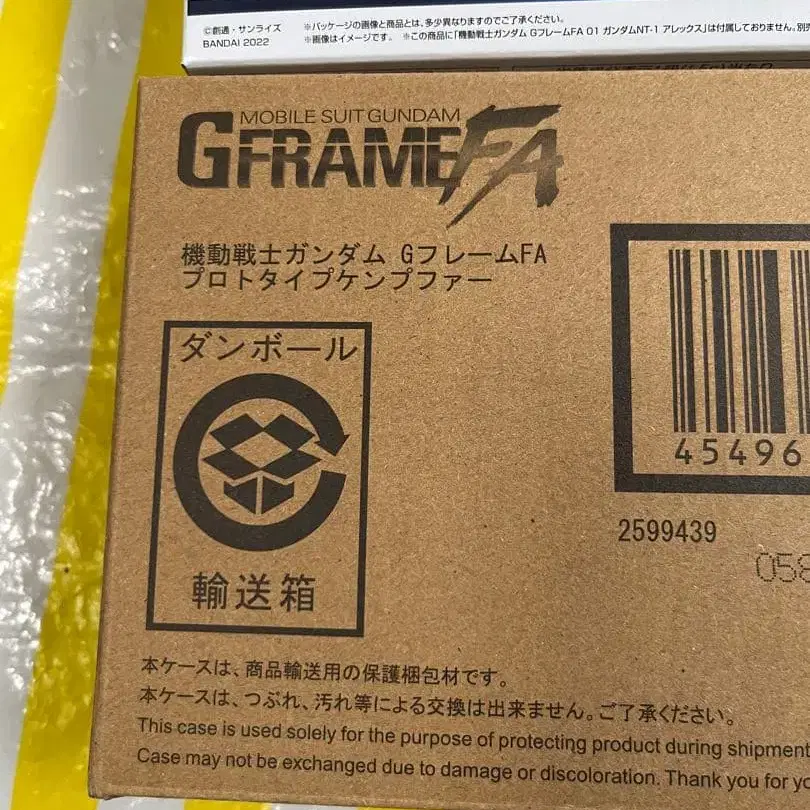 ©創通・サンライズ ※パッケージの画像と商品とは、多少異なりますのでご了承ください。
BANDAI 2022 ※画像はイメージです。 ※この商品に「機動戦士ガンダム GフレームFA 01 ガンダムNT-1 アレックス」は付属しておりません。別売
MOBILE SUIT GUNDAM
GFRAMEFA
機動戦士ガンダム GフレームFA
プロトタイプケンプファー
ダンボール
輸送箱
45496
2599439
058
本ケースは、商品輸送用の保護梱包材です。
本ケースは、つぶれ、汚れ等による交換は出来ません。ご了承ください。
This case is used solely for the purpose of protecting product during shipment
Case may not be exchanged due to damage or discoloration. Thank you for yo